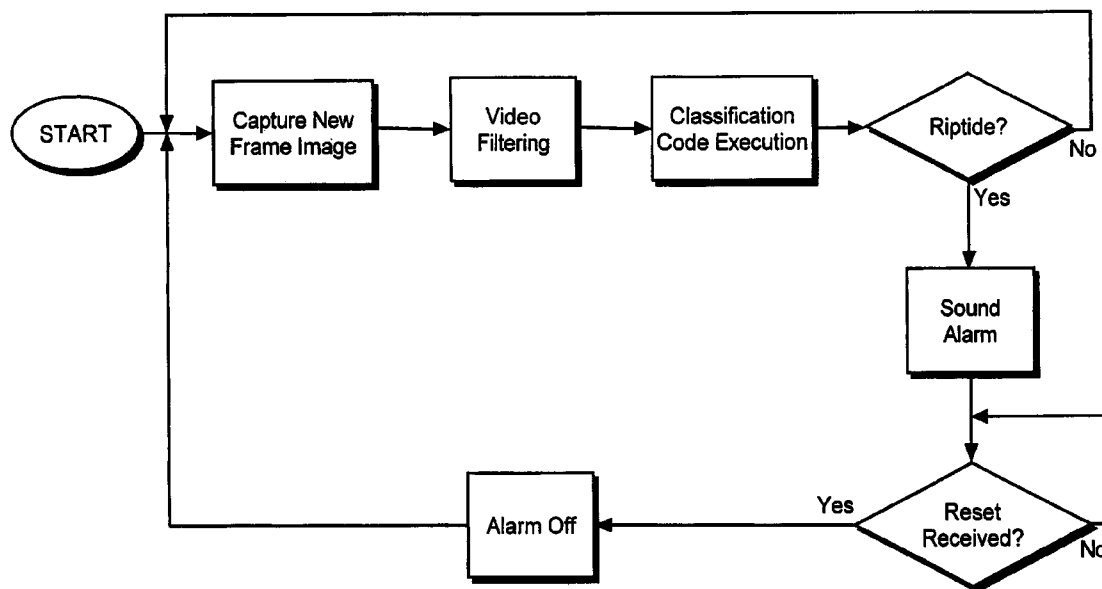 START
Capture New
Frame Image
Video
Filtering
Classification
Code Execution
Riptide?
No
Yes
Sound
Alarm
Reset
Received?
No
Yes
Alarm Off